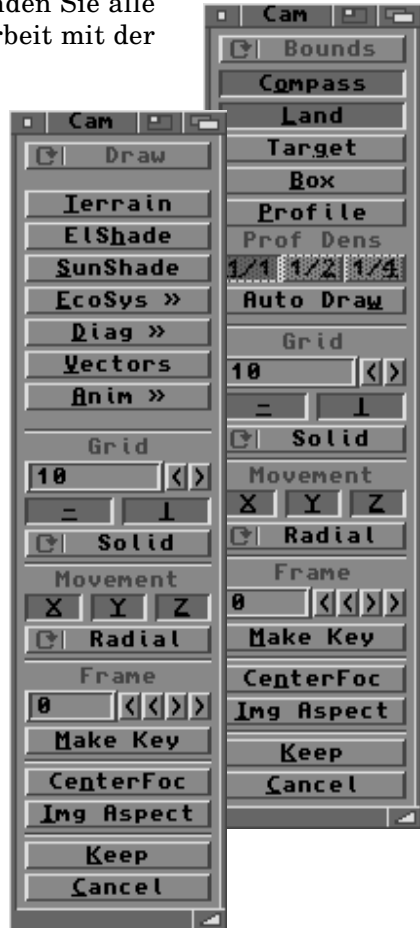 den Sie alle
rbeit mit der
Cam
Draw
Terrain
ElShade
SunShade
EcoSys »
Diag »
Vectors
Anim »
Grid
10
< >
Solid
Movement
X Y Z
Radial
Frame
0
< < > >
Make Key
CenterFoc
Img Aspect
Keep
Cancel
Cam
Bounds
Compass
Land
Target
Box
Profile
Prof Dens
1/1 1/2 1/4
Auto Draw
Grid
10
< >
Solid
Movement
X Y Z
Radial
Frame
0
< < > >
Make Key
CenterFoc
Img Aspect
Keep
Cancel